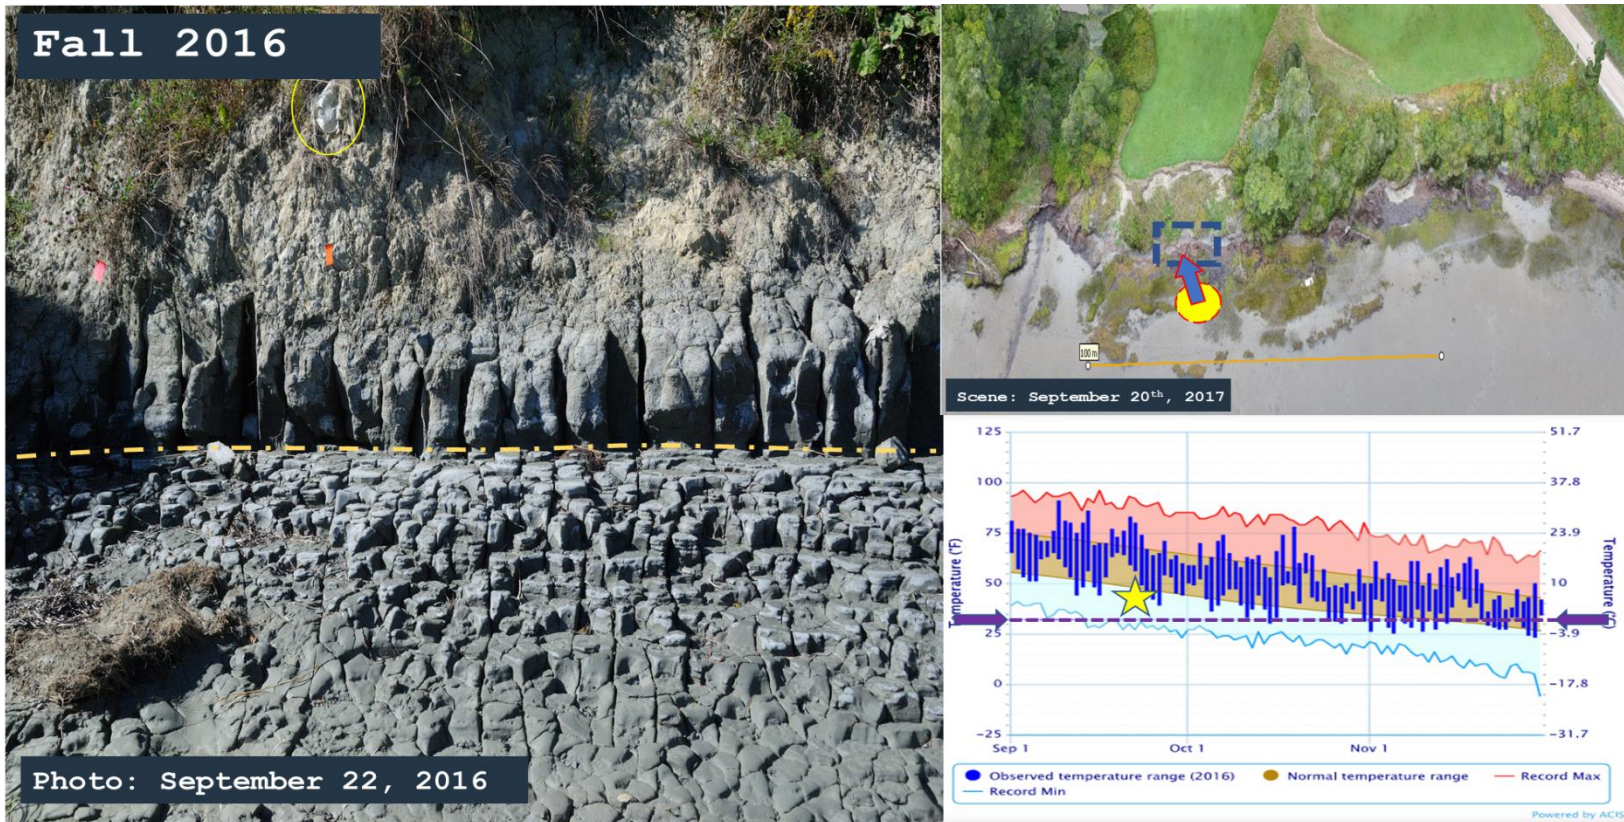 Fall 2016
Photo: September 22, 2016
100 m
Scene: September 20th, 2017
125
100
75
50
25
0
-25
Temperature (°F)
51.7
37.8
23.9
10
-3.9
-17.8
-31.7
Temperature (°C)
Sep 1
Oct 1
Nov 1
Observed temperature range (2016)
Normal temperature range
Record Max
Record Min
Powered by ACIS